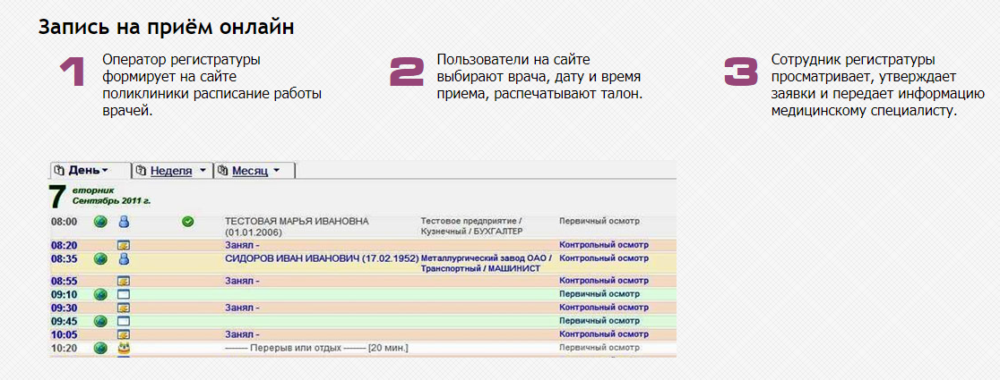 Запись на приём онлайн
1
Оператор регистратуры
формирует на сайте
поликлиники расписание работы
врачей.
2
Пользователи на сайте
выбирают врача, дату и время
приема, распечатывают талон.
3
Сотрудник регистратуры
просматривает, утверждает
заявки и передает информацию
медицинскому специалисту.
День Неделя Месяц
7 вторник
Сентябрь 2011 г.
08:00 ТЕСТОВАЯ МАРЬЯ ИВАНОВНА Тестовое предприятие / Первичный осмотр
(01.01.2006) Кузнечный / БУХГАЛТЕР
08:20 Занял - Контрольный осмотр
08:35 СИДОРОВ ИВАН ИВАНОВИЧ (17.02.1952) Металлургический завод ОАО / Контрольный осмотр
Транспортный / МАШИНИСТ
08:55 Занял - Контрольный осмотр
09:10 Первичный осмотр
09:30 Занял - Контрольный осмотр
09:45 Первичный осмотр
10:05 Занял - Контрольный осмотр
10:20 -------- Перерыв или отдых -------- [20 мин.] Первичный осмотр